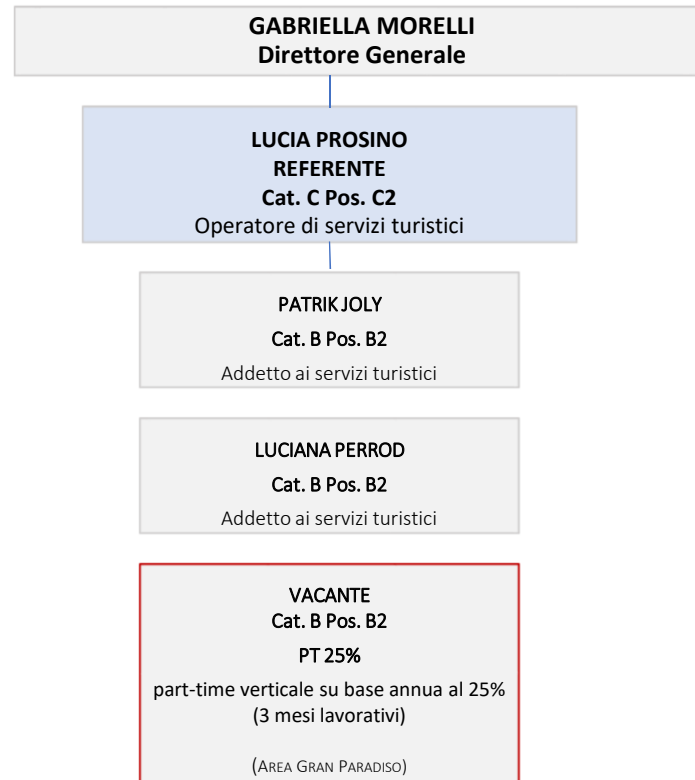 GABRIELLA MORELLI
Direttore Generale
LUCIA PROSINO
REFERENTE
Cat. C Pos. C2
Operatore di servizi turistici
PATRIK JOLY
Cat. B Pos. B2
Addetto ai servizi turistici
LUCIANA PERROD
Cat. B Pos. B2
Addetto ai servizi turistici
VACANTE
Cat. B Pos. B2
PT 25%
part-time verticale su base annua al 25%
(3 mesi lavorativi)
(AREA GRAN PARADISO)